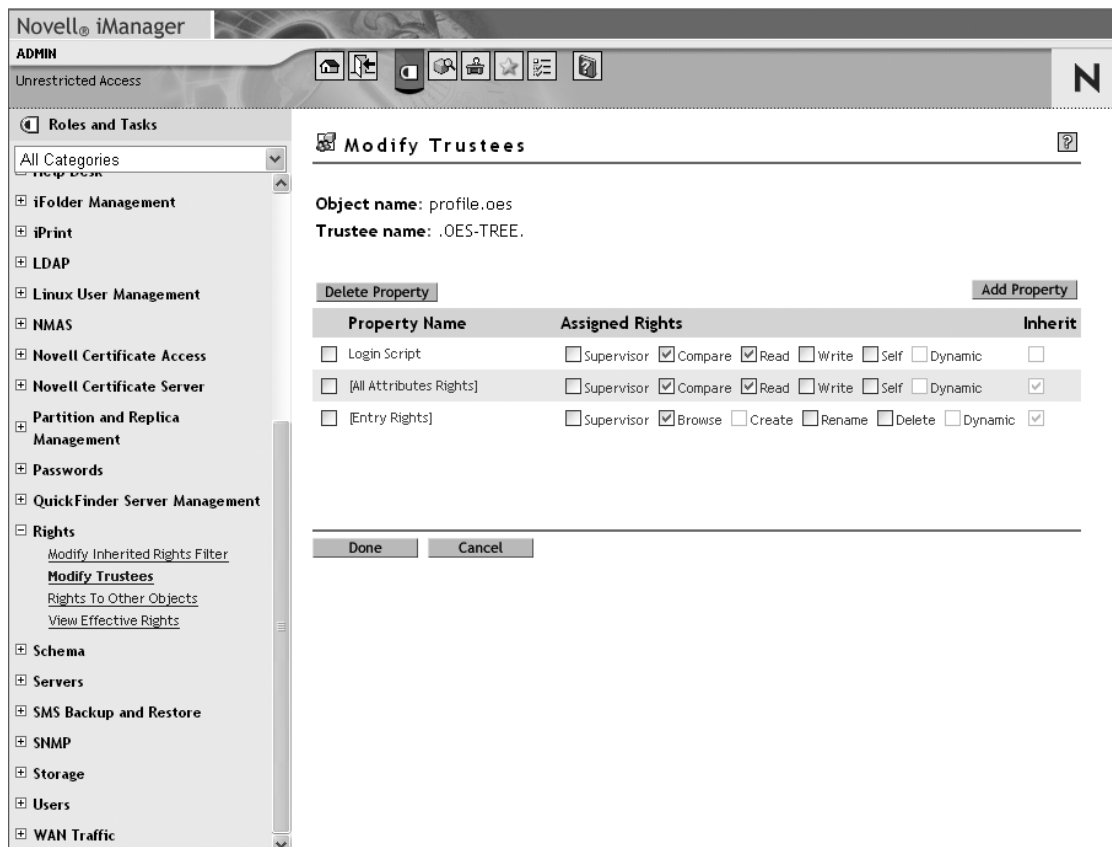 Novell® iManager
ADMIN
Unrestricted Access
N
Roles and Tasks
All Categories
Help Desk
iFolder Management
iPrint
LDAP
Linux User Management
NMAS
Novell Certificate Access
Novell Certificate Server
Partition and Replica
Management
Passwords
QuickFinder Server Management
Rights
Modify Inherited Rights Filter
Modify Trustees
Rights To Other Objects
View Effective Rights
Schema
Servers
SMS Backup and Restore
SNMP
Storage
Users
WAN Traffic
Modify Trustees ?
Object name: profile.oes
Trustee name: .OES-TREE.
Delete Property Add Property
Property Name Assigned Rights Inherit
Login Script Supervisor Compare Read Write Self Dynamic
[All Attributes Rights] Supervisor Compare Read Write Self Dynamic
[Entry Rights] Supervisor Browse Create Rename Delete Dynamic
Done Cancel